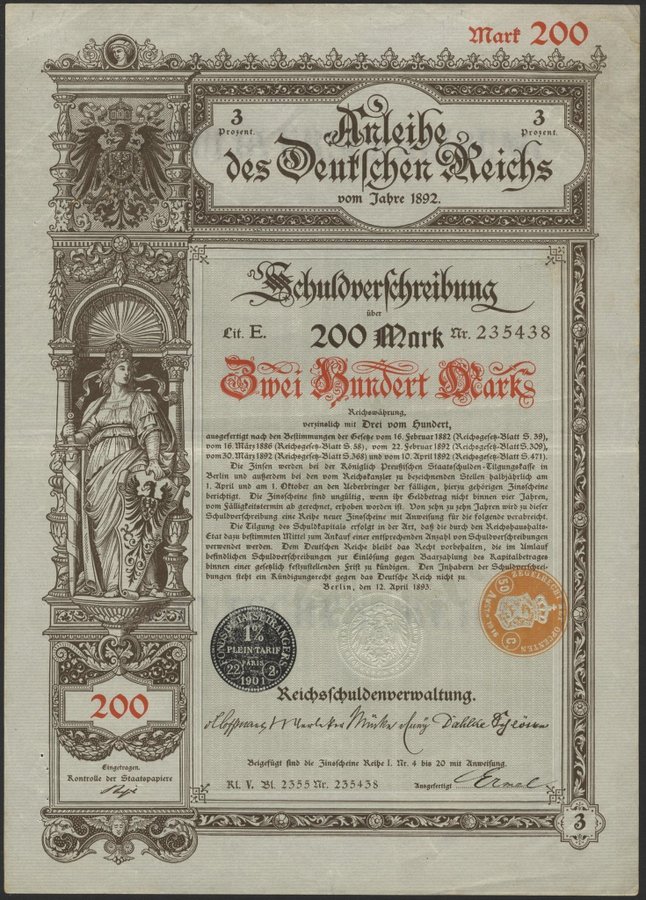 Mark 200
3
Prozent.
3
Prozent.
Anleihe
des Deutschen Reichs
vom Jahre 1892.
Schuldverschreibung
über
Lit. E. 200 Mark Nr. 235438
Zwei Hundert Mark
Reichswährung,
verzinslich mit Drei vom Hundert,
ausgefertigt nach den Bestimmungen der Gesetze vom 16. Februar 1882 (Reichsgesetz-Blatt S. 39),
vom 16. März 1886 (Reichsgesetz-Blatt S. 58), vom 22. Februar 1892 (Reichsgesetz-Blatt S. 309),
vom 30. März 1892 (Reichsgesetz-Blatt S. 368) und vom 10. April 1892 (Reichsgesetz-Blatt S. 471).
Die Zinsen werden bei der Königlich Preußischen Staatsschulden-Tilgungskasse in
Berlin und außerdem bei den vom Reichskanzler zu bezeichnenden Stellen halbjährlich am
1. April und am 1. Oktober an den Ueberbringer der fälligen, hierzu gehörigen Zinsscheine
berichtigt. Die Zinsscheine sind ungültig, wenn ihr Geldbetrag nicht binnen vier Jahren,
vom Fälligkeitstermin ab gerechnet, erhoben worden ist. Von zehn zu zehn Jahren wird zu dieser
Schuldverschreibung eine Reihe neuer Zinsscheine mit Anweisung für die folgende verabreicht.
Die Tilgung des Schuldkapitals erfolgt in der Art, daß die durch den Reichshaushalts-
Etat dazu bestimmten Mittel zum Ankauf einer entsprechenden Anzahl von Schuldverschreibungen
verwendet werden. Dem Deutschen Reiche bleibt das Recht vorbehalten, die im Umlauf
befindlichen Schuldverschreibungen zur Einlösung gegen Baarzahlung des Kapitalbetrages
binnen einer gesetzlich festzustellenden Frist zu kündigen. Den Inhabern der Schuldverschrei-
bungen steht ein Kündigungsrecht gegen das Deutsche Reich nicht zu.
Berlin, den 12. April 1893.
FONDS D'ETATS ETRANGERS
1%
PLEIN TARIF
PARIS
22 2
1901
50 C
Reichsschuldenverwaltung.
Mücke Dahlke
Beigefügt sind die Zinsscheine Reihe I. Nr. 4 bis 20 mit Anweisung.
Kl. V. Bl. 2355 Nr. 235438 Ausgefertigt Ermel
200
Eingetragen.
Kontrolle der Staatspapiere
3